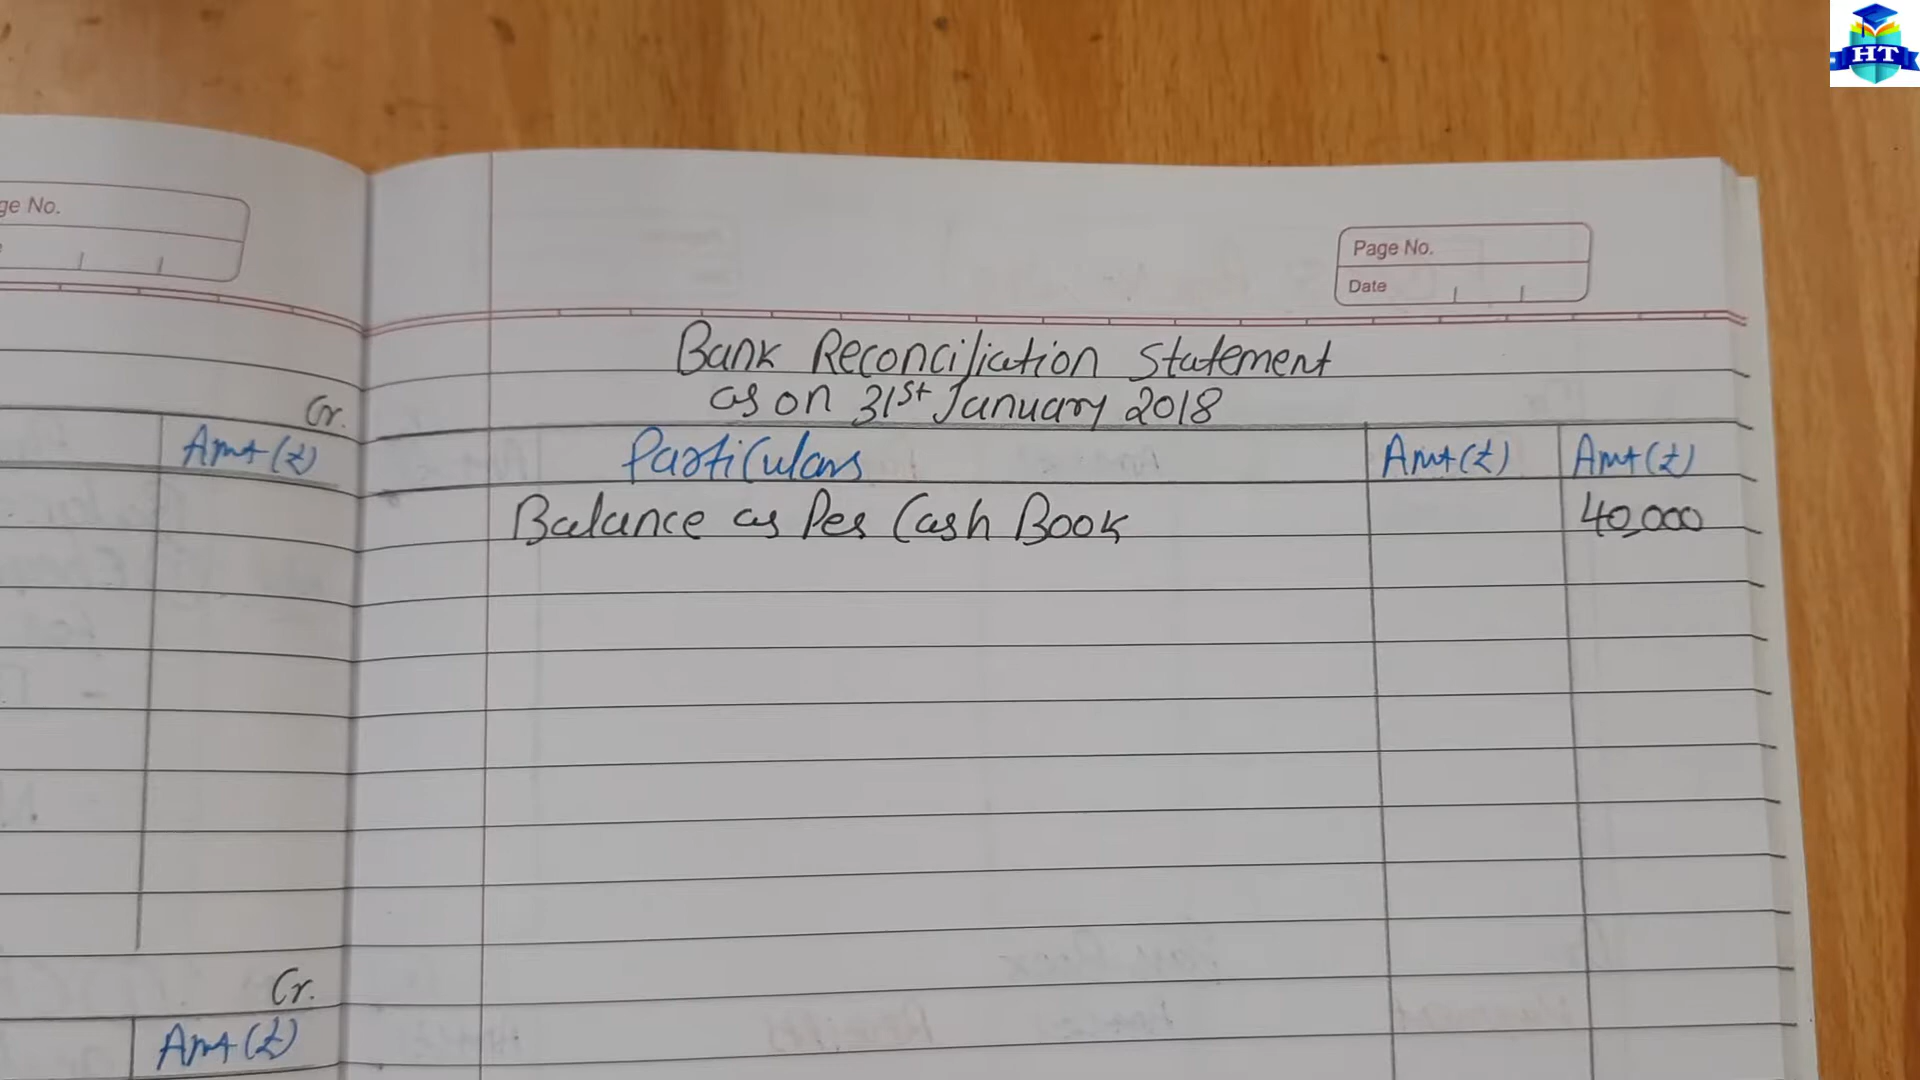 HT
ge No.
Page No.
Date
Bank Reconciliation Statement
as on 31st January 2018
Cr.
Amt (₹)
Particulars
Amt (₹)
Amt (₹)
Balance as Per Cash Book
40,000
Cr.
Amt (₹)